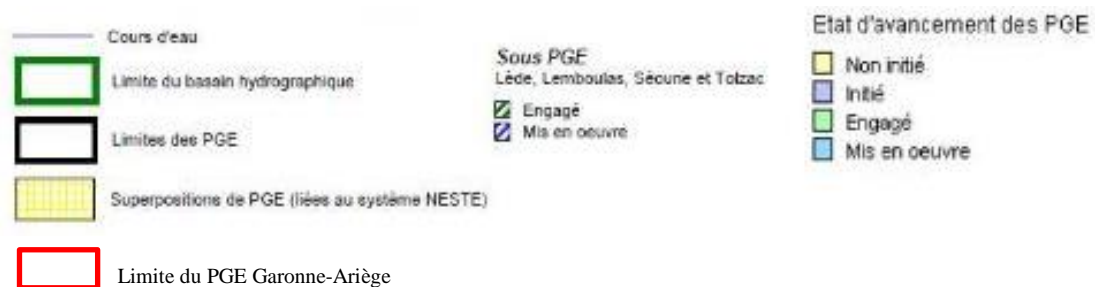 Cours d'eau
Limite du bassin hydrographique
Limites des PGE
Superpositions de PGE (liées au système NESTE)
Limite du PGE Garonne-Ariège
Sous PGE
Lède, Lemboulas, Séoune et Tolzac
Engagé
Mis en oeuvre
Etat d'avancement des PGE
Non initié
Initié
Engagé
Mis en oeuvre